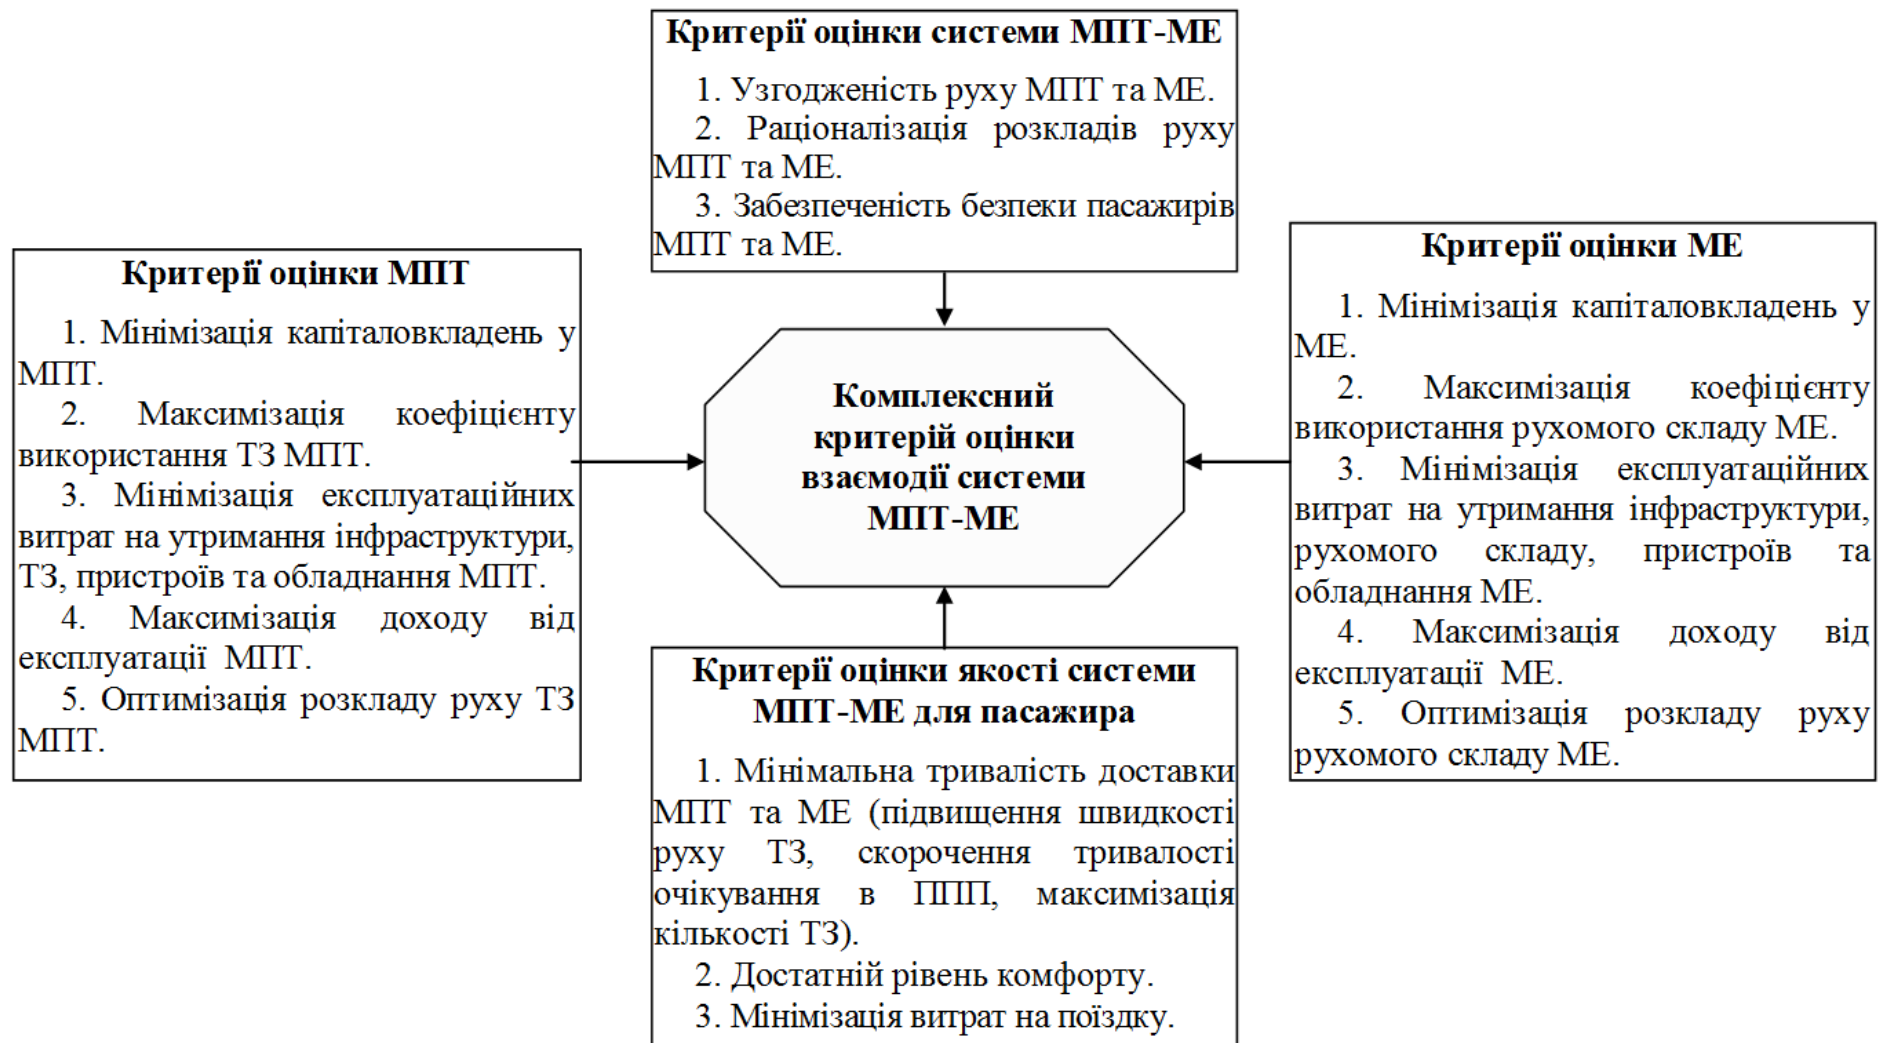 Критерії оцінки системи МПТ-МЕ
1. Узгодженість руху МПТ та МЕ.
2. Раціоналізація розкладів руху
МПТ та МЕ.
3. Забезпеченість безпеки пасажирів
МПТ та МЕ.
Критерії оцінки МПТ
1. Мінімізація капіталовкладень у
МПТ.
2. Максимізація коефіцієнту
використання ТЗ МПТ.
3. Мінімізація експлуатаційних
витрат на утримання інфраструктури,
ТЗ, пристроїв та обладнання МПТ.
4. Максимізація доходу від
експлуатації МПТ.
5. Оптимізація розкладу руху ТЗ
МПТ.
Комплексний
критерій оцінки
взаємодії системи
МПТ-МЕ
Критерії оцінки МЕ
1. Мінімізація капіталовкладень у
МЕ.
2. Максимізація коефіцієнту
використання рухомого складу МЕ.
3. Мінімізація експлуатаційних
витрат на утримання інфраструктури,
рухомого складу, пристроїв та
обладнання МЕ.
4. Максимізація доходу від
експлуатації МЕ.
5. Оптимізація розкладу руху
рухомого складу МЕ.
Критерії оцінки якості системи
МПТ-МЕ для пасажира
1. Мінімальна тривалість доставки
МПТ та МЕ (підвищення швидкості
руху ТЗ, скорочення тривалості
очікування в ППП, максимізація
кількості ТЗ).
2. Достатній рівень комфорту.
3. Мінімізація витрат на поїздку.